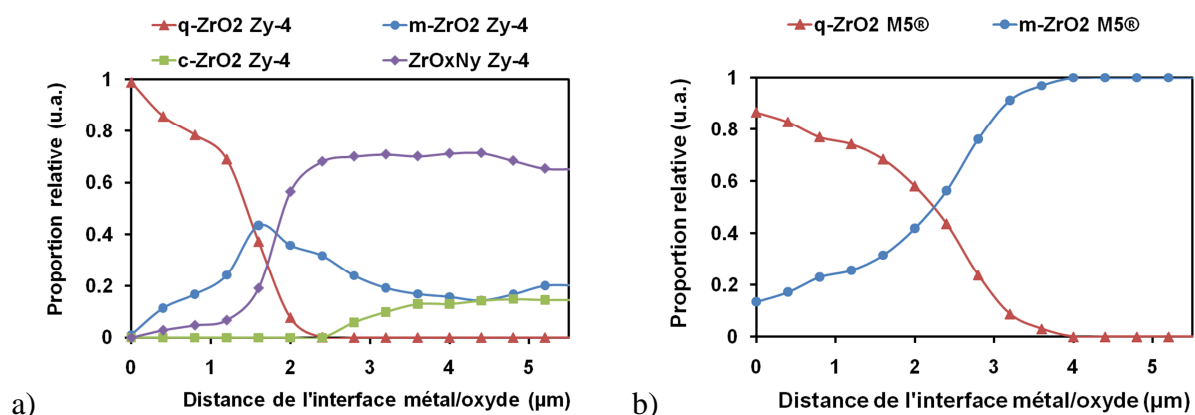 q-ZrO2 Zy-4 m-ZrO2 Zy-4
c-ZrO2 Zy-4 ZrOxNy Zy-4
Proportion relative (u.a.)
1
0.8
0.6
0.4
0.2
0
0 1 2 3 4 5
Distance de l'interface métal/oxyde (µm)
a)
q-ZrO2 M5® m-ZrO2 M5®
Proportion relative (u.a.)
1
0.8
0.6
0.4
0.2
0
0 1 2 3 4 5
Distance de l'interface métal/oxyde (µm)
b)